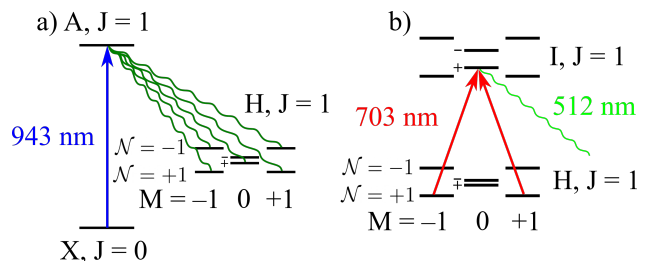 a) A, J = 1
943 nm
H, J = 1
𝒩 = −1
∓
𝒩 = +1
M = −1 0 +1
X, J = 0
b)
−
+
I, J = 1
703 nm
512 nm
𝒩 = −1
∓
𝒩 = +1
H, J = 1
M = −1 0 +1